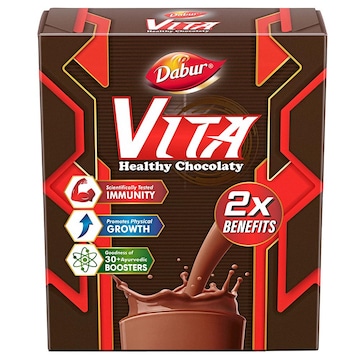 Dabur®
VITA
Healthy Chocolaty
Scientifically Tested
IMMUNITY
2x
BENEFITS
Promotes Physical
GROWTH
Goodness of
30+Ayurvedic
BOOSTERS